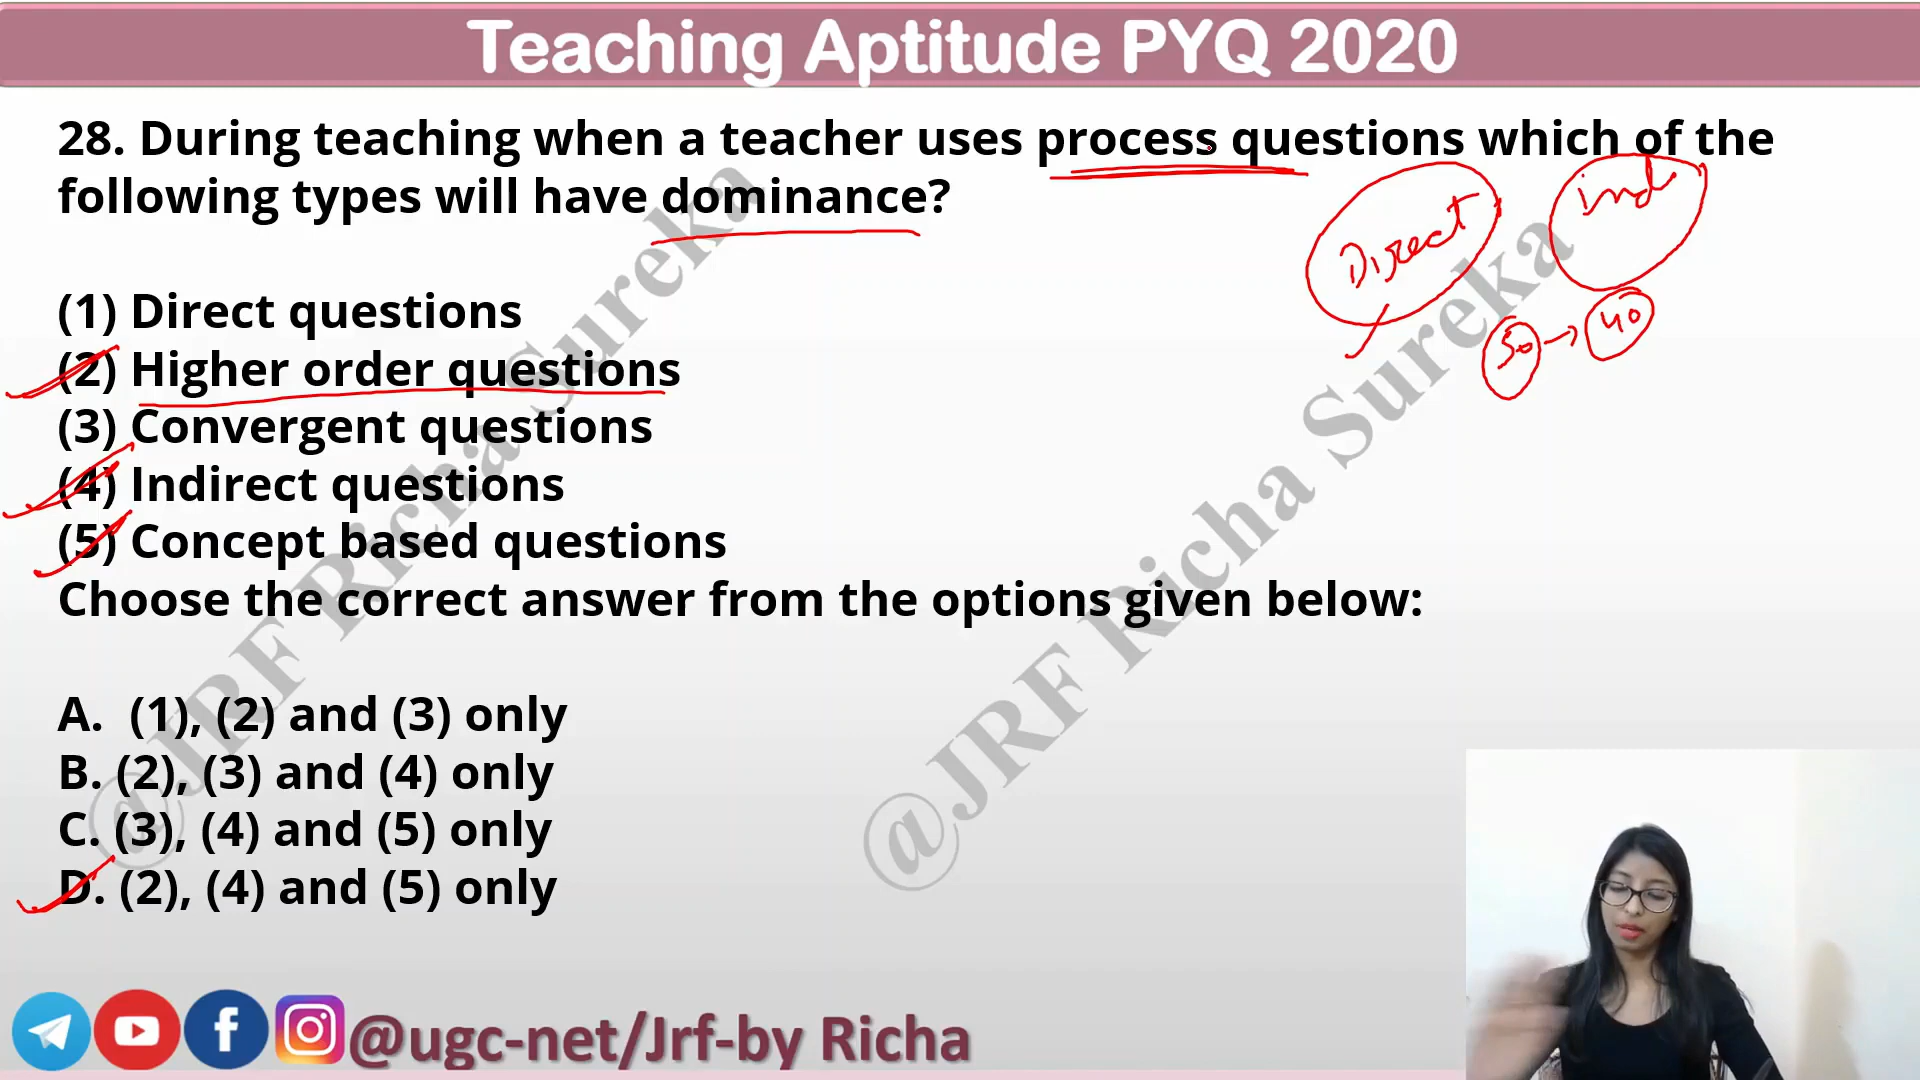 Teaching Aptitude PYQ 2020
28. During teaching when a teacher uses process questions which of the
following types will have dominance?
Direct
ind
50 → 40
(1) Direct questions
(2) Higher order questions
(3) Convergent questions
(4) Indirect questions
(5) Concept based questions
Choose the correct answer from the options given below:
A. (1), (2) and (3) only
B. (2), (3) and (4) only
C. (3), (4) and (5) only
D. (2), (4) and (5) only
@JRF Richa Sureka
@JRF Richa Sureka
@ugc-net/Jrf-by Richa